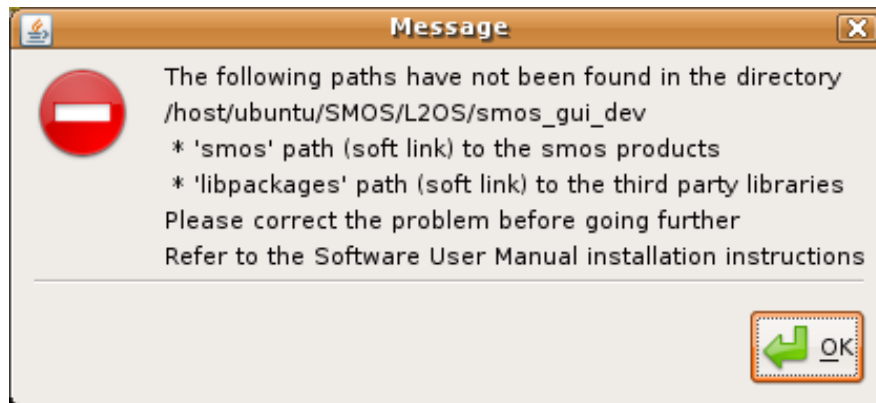 Message
The following paths have not been found in the directory
/host/ubuntu/SMOS/L2OS/smos_gui_dev
* 'smos' path (soft link) to the smos products
* 'libpackages' path (soft link) to the third party libraries
Please correct the problem before going further
Refer to the Software User Manual installation instructions
OK